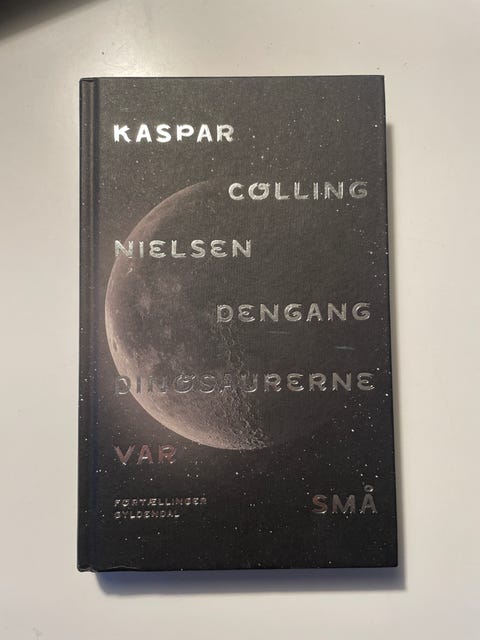 KASPAR
COLLING
NIELSEN
DENGANG
DINOSAURERNE
VAR
SMÅ
FORTÆLLINGER
GYLDENDAL